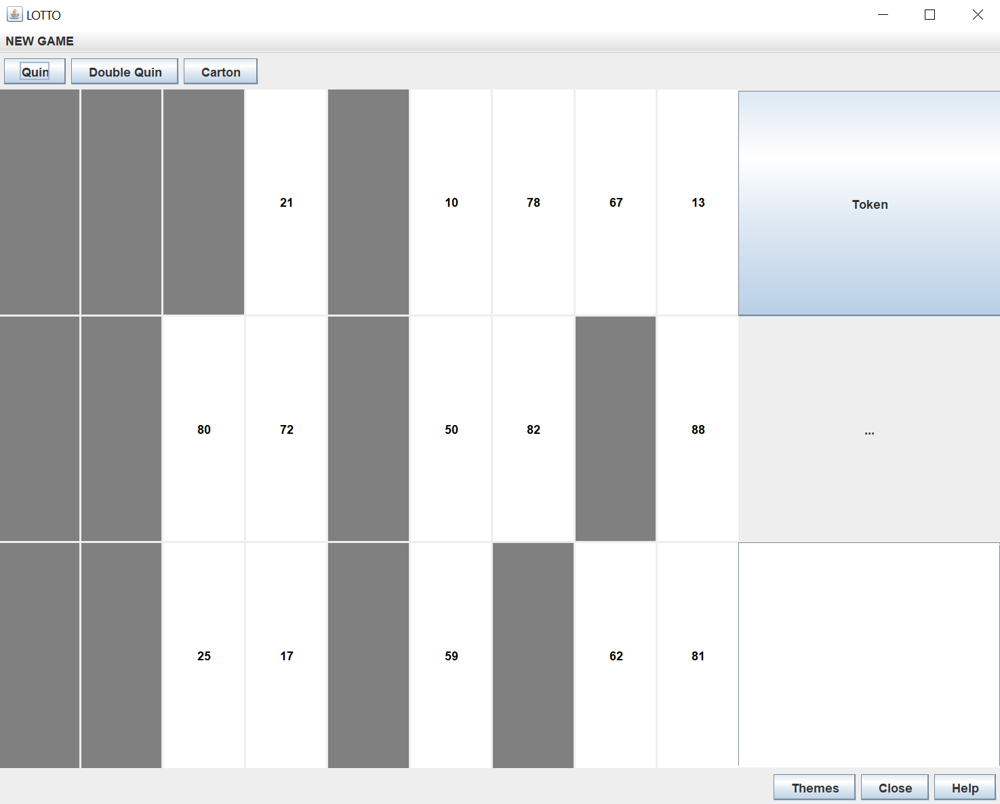 LOTTO
NEW GAME
Quin Double Quin Carton
21 10 78 67 13 Token
80 72 50 82 88 ...
25 17 59 62 81
Themes Close Help